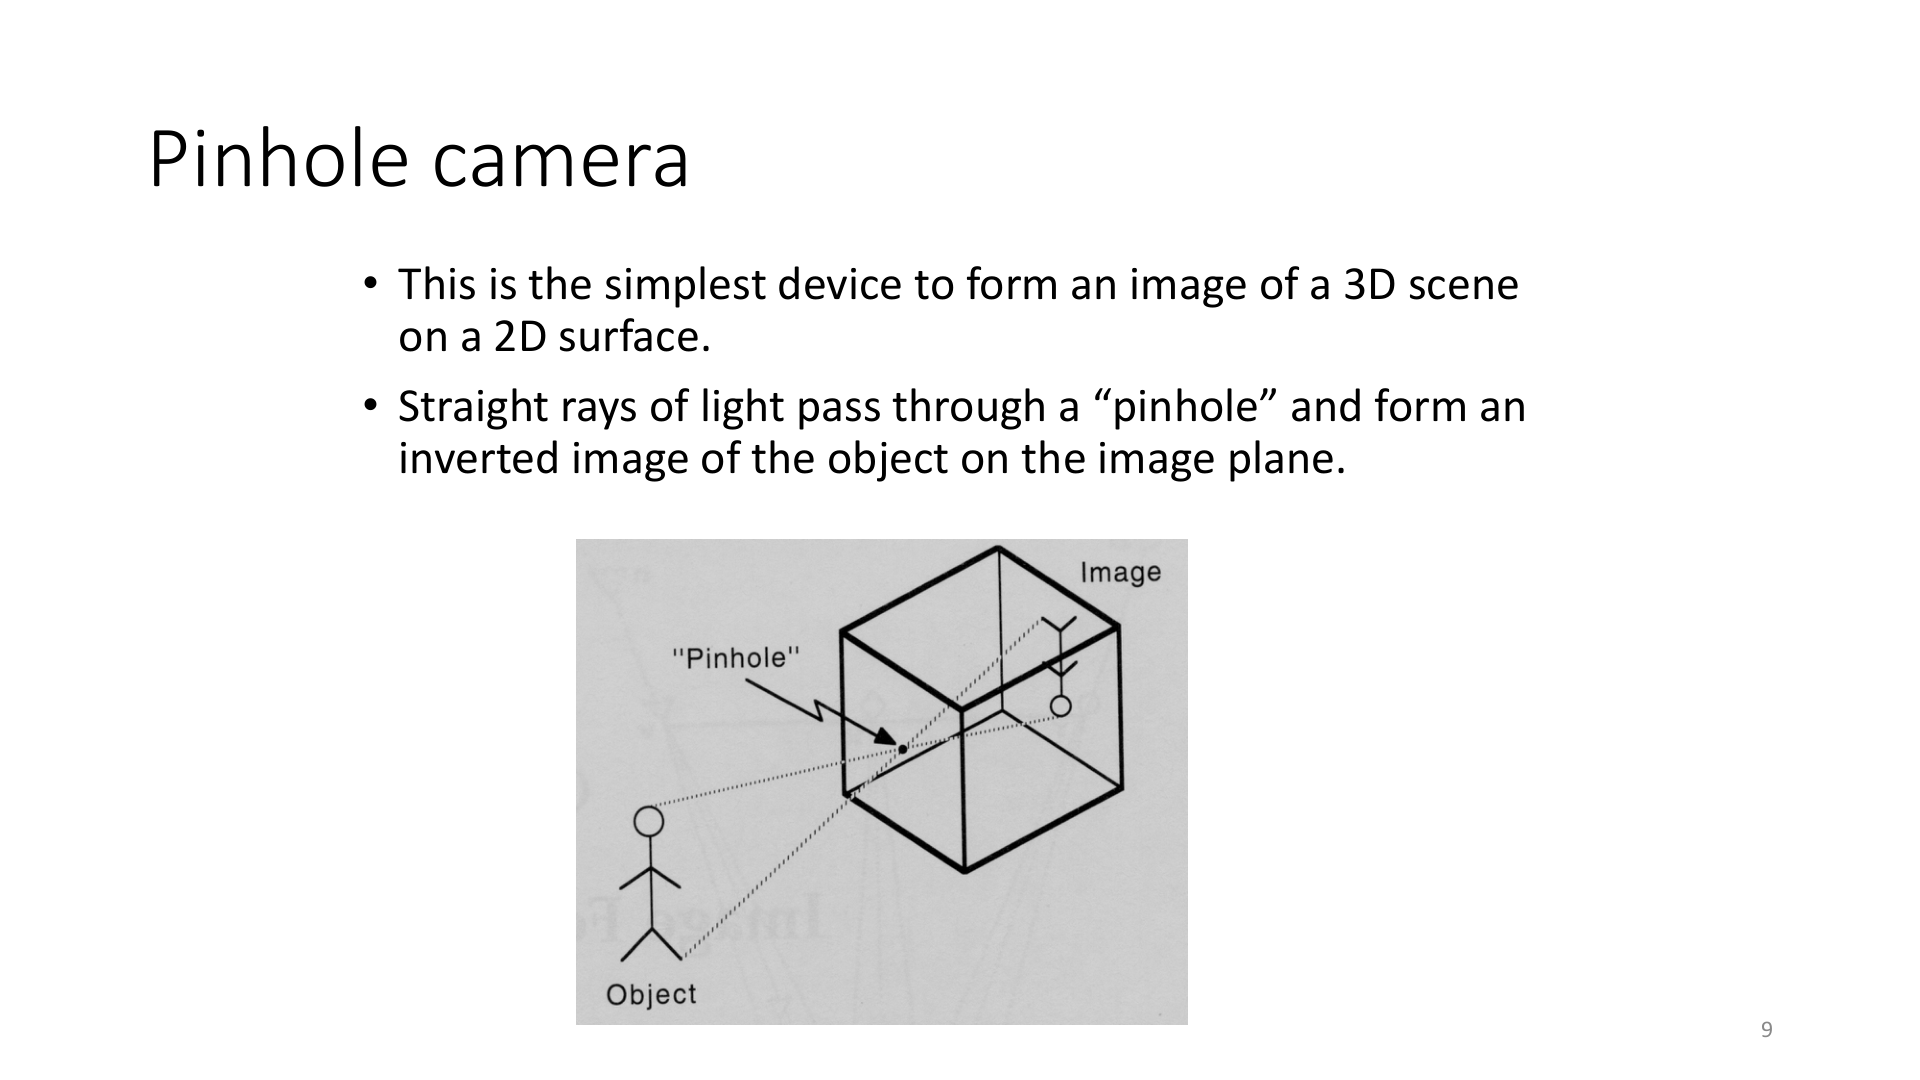 Pinhole camera
• This is the simplest device to form an image of a 3D scene
on a 2D surface.
• Straight rays of light pass through a “pinhole” and form an
inverted image of the object on the image plane.
Image
"Pinhole"
Object
9